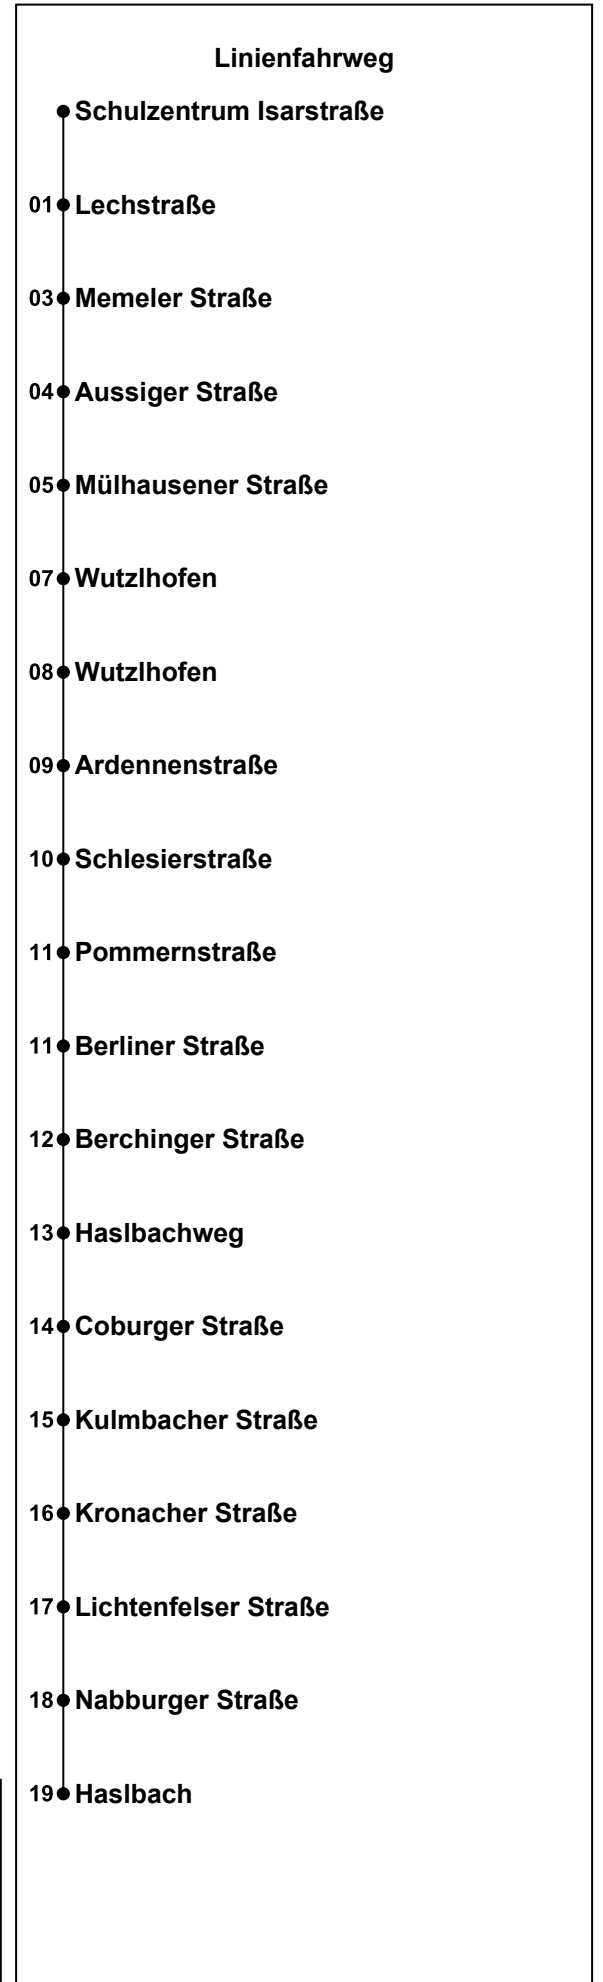 Linienfahrweg
Schulzentrum Isarstraße
01 Lechstraße
03 Memeler Straße
04 Aussiger Straße
05 Mülhausener Straße
07 Wutzlhofen
08 Wutzlhofen
09 Ardennenstraße
10 Schlesierstraße
11 Pommernstraße
11 Berliner Straße
12 Berchinger Straße
13 Haslbachweg
14 Coburger Straße
15 Kulmbacher Straße
16 Kronacher Straße
17 Lichtenfelser Straße
18 Nabburger Straße
19 Haslbach